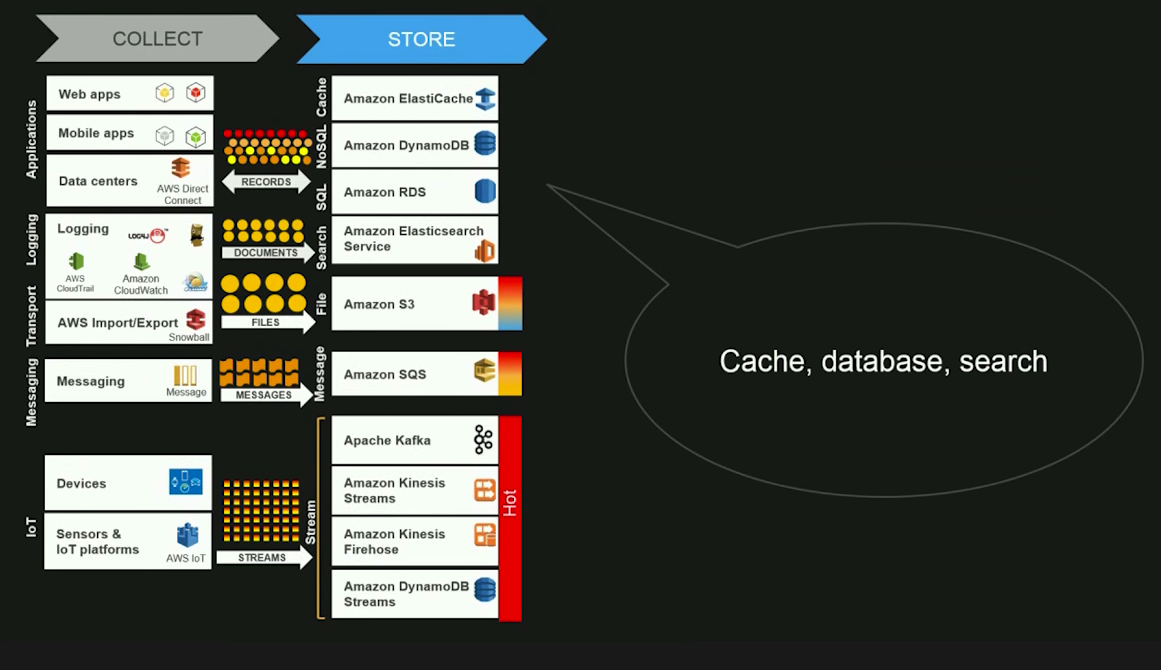 COLLECT
STORE
Applications
Web apps
Mobile apps
Data centers
AWS Direct
Connect
RECORDS
Cache
Amazon ElastiCache
NoSQL
Amazon DynamoDB
SQL
Amazon RDS
Search
Amazon Elasticsearch
Service
Logging
Logging
LOG4J
AWS
CloudTrail
Amazon
CloudWatch
DOCUMENTS
Transport
AWS Import/Export
Snowball
FILES
File
Amazon S3
Messaging
Messaging
Message
MESSAGES
Message
Amazon SQS
IoT
Devices
Sensors &
IoT platforms
AWS IoT
STREAMS
Stream
Apache Kafka
Amazon Kinesis
Streams
Amazon Kinesis
Firehose
Amazon DynamoDB
Streams
Hot
Cache, database, search